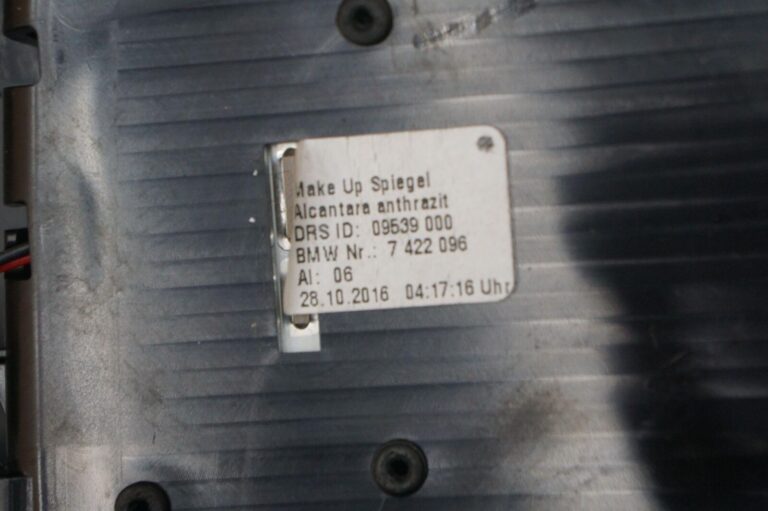 Make Up Spiegel
Alcantara anthrazit
DRS ID: 09539 000
BMW Nr.: 7 422 096
AI: 06
28.10.2016 04:17:16 Uhr